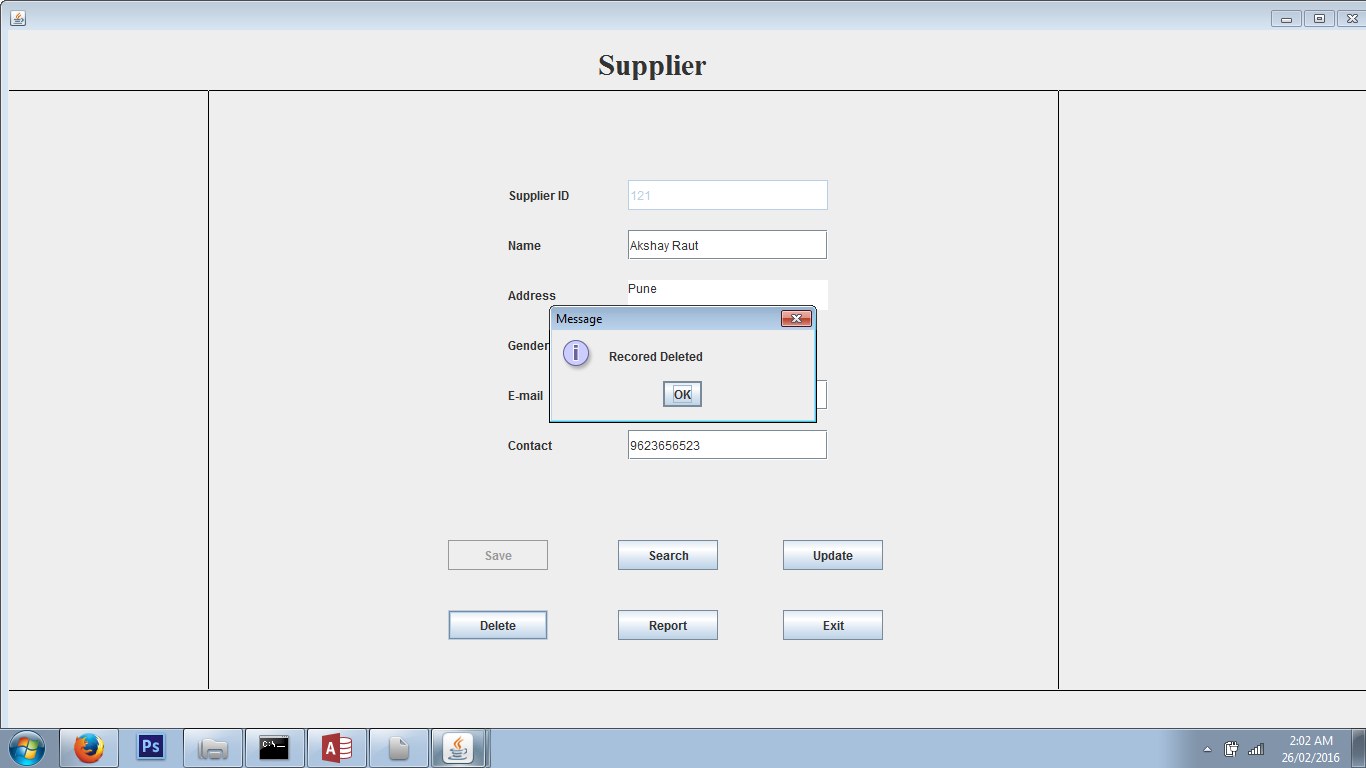 Supplier
Supplier ID 121
Name Akshay Raut
Address Pune
Message
Gender
i Recored Deleted
OK
E-mail
Contact 9623656523
Save Search Update
Delete Report Exit
Ps
C:\
A
2:02 AM
26/02/2016